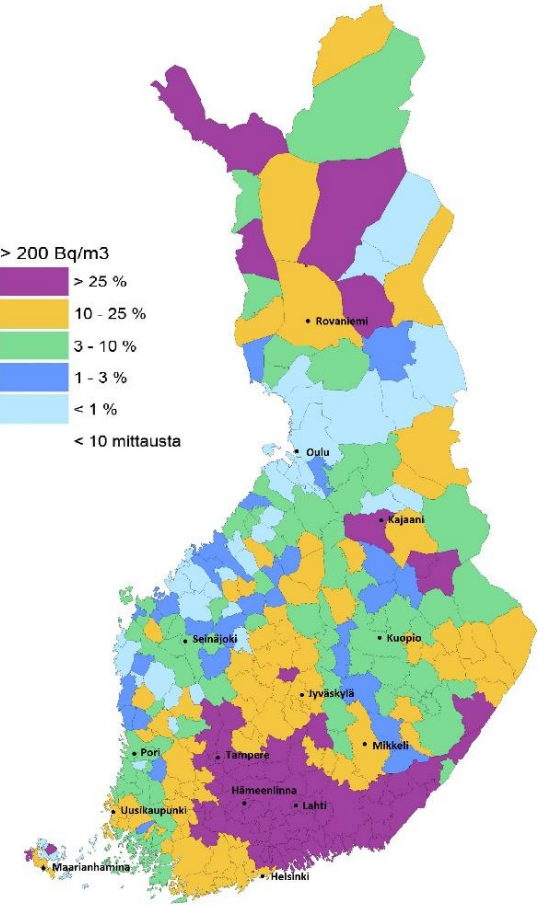 > 200 Bq/m3
> 25 %
10 - 25 %
3 - 10 %
1 - 3 %
< 1 %
< 10 mittausta
Rovaniemi
Oulu
Kajaani
Seinäjoki
Kuopio
Jyväskylä
Mikkeli
Pori
Tampere
Hämeeniinna
Lahti
Uusikaupunki
Maarianhamina
Helsinki